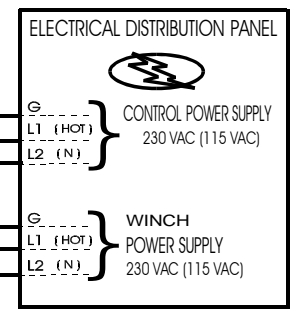 ELECTRICAL DISTRIBUTION PANEL
G
L1 (HOT)
L2 (N)
CONTROL POWER SUPPLY
230 VAC (115 VAC)
G
L1 (HOT)
L2 (N)
WINCH
POWER SUPPLY
230 VAC (115 VAC)